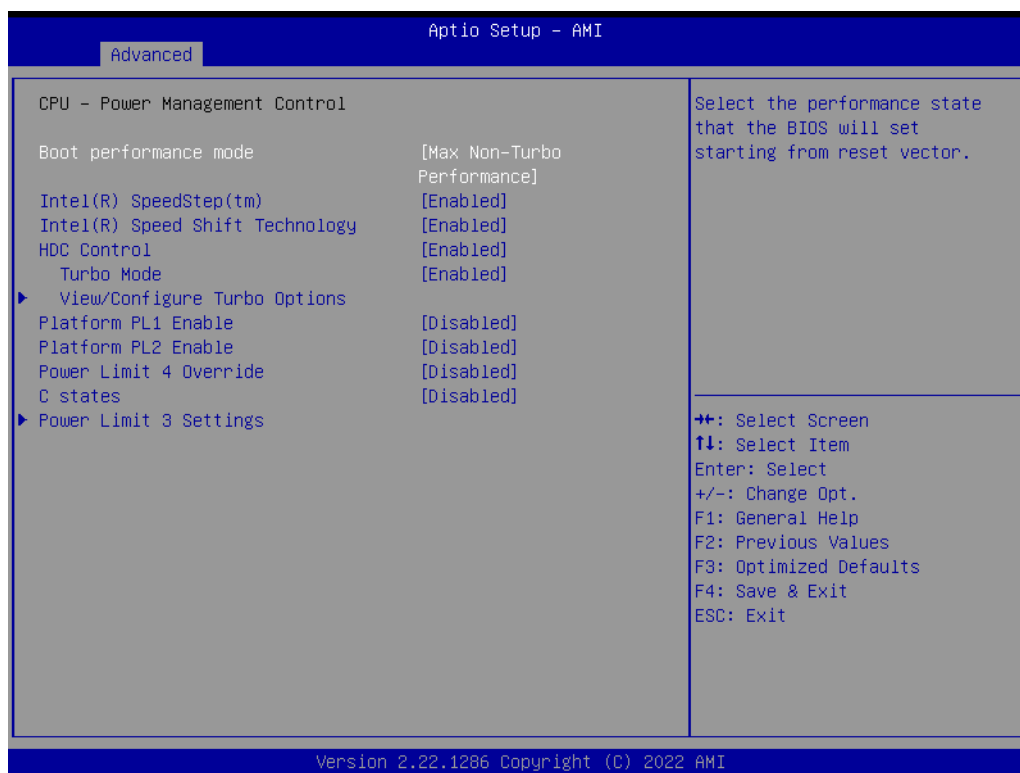 Aptio Setup – AMI
Advanced
CPU – Power Management Control
Boot performance mode [Max Non-Turbo
Performance]
Intel(R) SpeedStep(tm) [Enabled]
Intel(R) Speed Shift Technology [Enabled]
HDC Control [Enabled]
Turbo Mode [Enabled]
View/Configure Turbo Options
Platform PL1 Enable [Disabled]
Platform PL2 Enable [Disabled]
Power Limit 4 Override [Disabled]
C states [Disabled]
Power Limit 3 Settings
Select the performance state
that the BIOS will set
starting from reset vector.
→←: Select Screen
↑↓: Select Item
Enter: Select
+/-: Change Opt.
F1: General Help
F2: Previous Values
F3: Optimized Defaults
F4: Save & Exit
ESC: Exit
Version 2.22.1286 Copyright (C) 2022 AMI